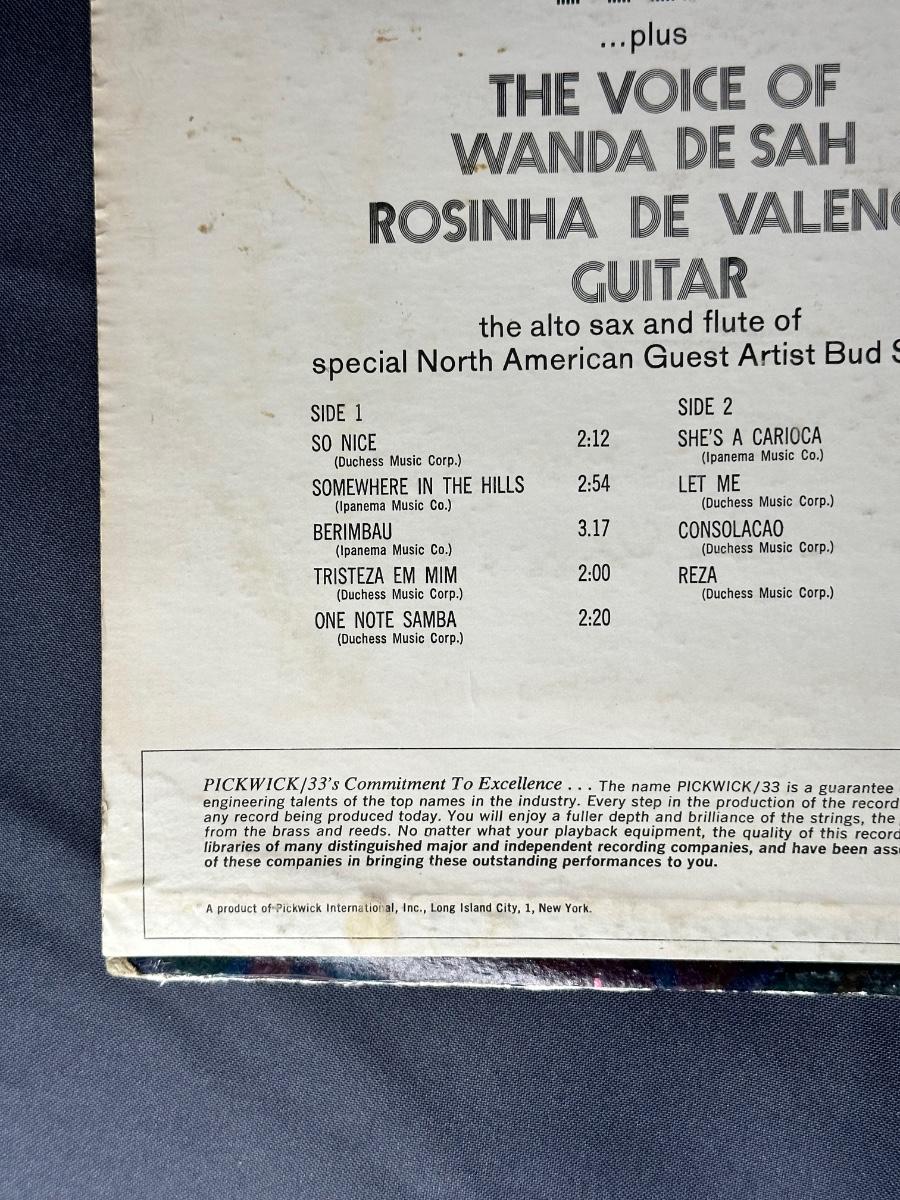 ...plus
THE VOICE OF
WANDA DE SAH
ROSINHA DE
GUITAR
the alto sax and flute of
special North American Guest Artist Bud
SIDE 1
SO NICE 2:12
(Duchess Music Corp.)
SOMEWHERE IN THE HILLS 2:54
(Ipanema Music Co.)
BERIMBAU 3.17
(Ipanema Music Co.)
TRISTEZA EM MIM 2:00
(Duchess Music Corp.)
ONE NOTE SAMBA 2:20
(Duchess Music Corp.)
SIDE 2
SHE'S A CARIOCA
(Ipanema Music Co.)
LET ME
(Duchess Music Corp.)
CONSOLACAO
(Duchess Music Corp.)
REZA
(Duchess Music Corp.)
PICKWICK/33's Commitment To Excellence . . . The name PICKWICK/33 is a guarantee
engineering talents of the top names in the industry. Every step in the production of the record
any record being produced today. You will enjoy a fuller depth and brilliance of the strings, the
from the brass and reeds. No matter what your playback equipment, the quality of this record
libraries of many distinguished major and independent recording companies, and have been
of these companies in bringing these outstanding performances to you.
A product of Pickwick International, Inc., Long Island City, 1, New York.